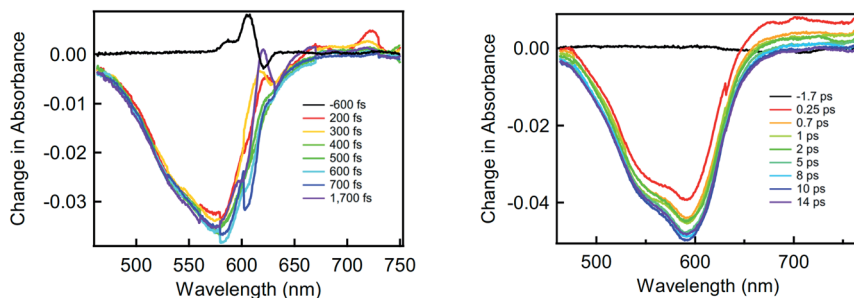 Change in Absorbance
0.00
-0.01
-0.02
-0.03
500
550
600
650
700
750
Wavelength (nm)
-600 fs
200 fs
300 fs
400 fs
500 fs
600 fs
700 fs
1,700 fs
Change in Absorbance
0.00
-0.02
-0.04
500
600
700
Wavelength (nm)
-1.7 ps
0.25 ps
0.7 ps
1 ps
2 ps
5 ps
8 ps
10 ps
14 ps